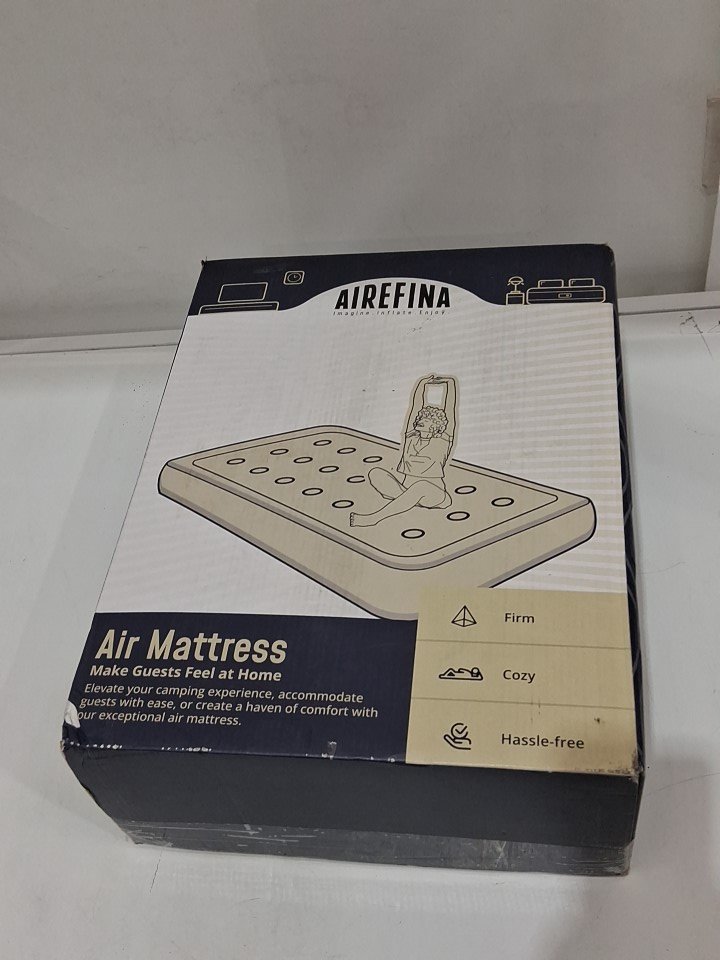 AIREFINA
Imagine. Inflate. Enjoy.
Air Mattress
Make Guests Feel at Home
Elevate your camping experience, accommodate
guests with ease, or create a haven of comfort with
our exceptional air mattress.
Firm
Cozy
Hassle-free